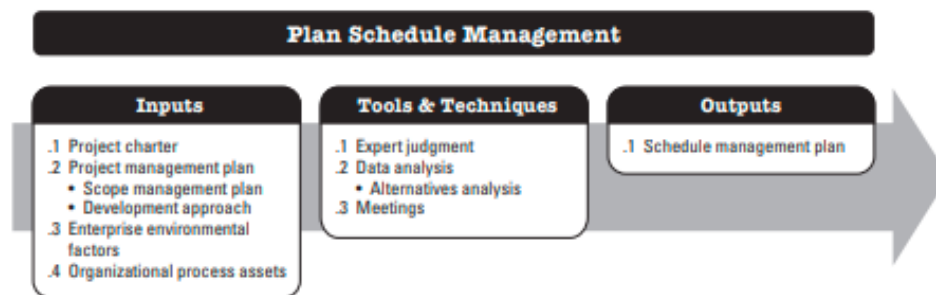 Plan Schedule Management
Inputs
.1 Project charter
.2 Project management plan
• Scope management plan
• Development approach
.3 Enterprise environmental
factors
.4 Organizational process assets
Tools & Techniques
.1 Expert judgment
.2 Data analysis
• Alternatives analysis
.3 Meetings
Outputs
.1 Schedule management plan